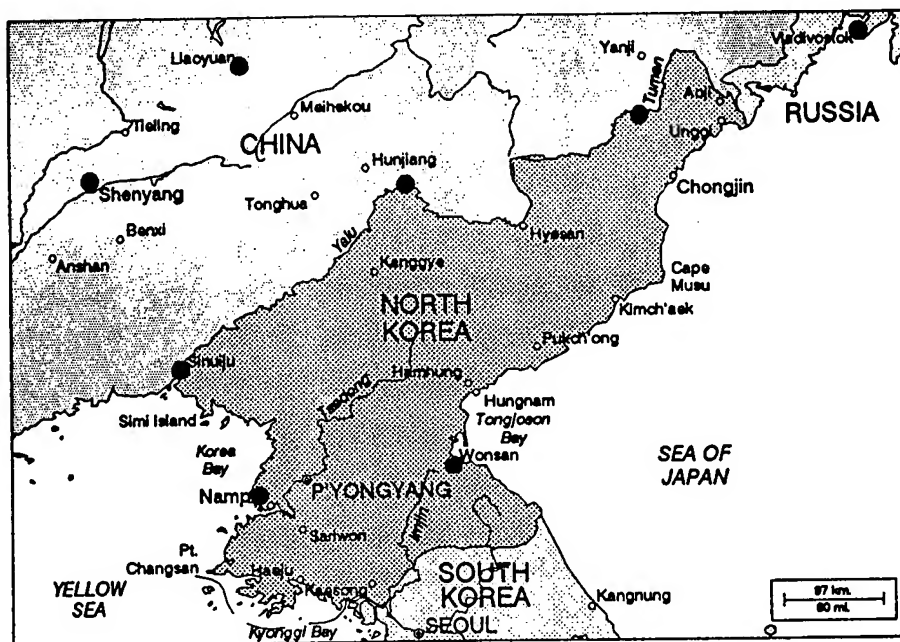 Vladivostok
Liaoyuan
Yanji
Tumen
Aoji
Meihekou
RUSSIA
Tieling
CHINA
Unggi
Hunjiang
Chongjin
Shenyang
Tonghua
Benxi
Hyesan
Yalu
Anshan
Kanggye
Cape
Musu
NORTH
KOREA
Kimch'aek
Pukch'ong
Sinuiju
Hamhung
Taedong
Hungnam
Simi Island
Tongjoson
Bay
Korea
Bay
Wonsan
SEA OF
JAPAN
Namp
P'YONGYANG
Imjin
Sariwon
Pt.
Changsan
Haeju
SOUTH
KOREA
YELLOW
SEA
Kaesong
Kangnung
97 km.
60 mi.
Kyonggi Bay
SEOUL